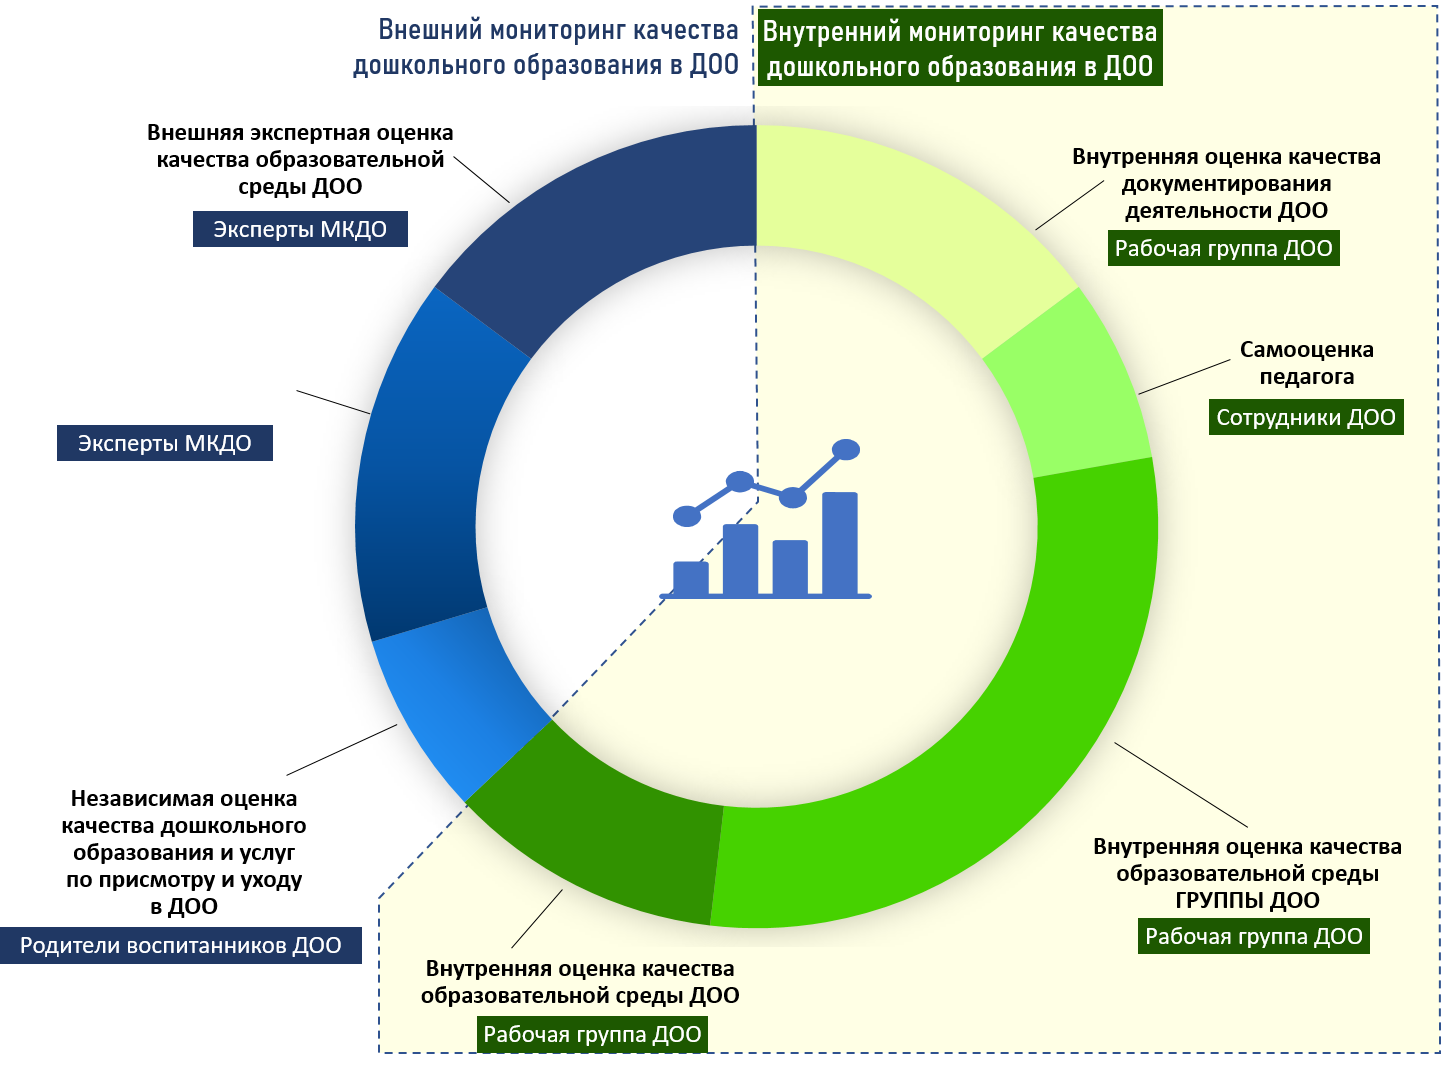 Внешний мониторинг качества
дошкольного образования в ДОО
Внутренний мониторинг качества
дошкольного образования в ДОО
Внешняя экспертная оценка
качества образовательной
среды ДОО
Эксперты МКДО
Внутренняя оценка качества
документирования
деятельности ДОО
Рабочая группа ДОО
Самооценка
педагога
Сотрудники ДОО
Эксперты МКДО
Независимая оценка
качества дошкольного
образования и услуг
по присмотру и уходу
в ДОО
Родители воспитанников ДОО
Внутренняя оценка качества
образовательной среды
ГРУППЫ ДОО
Рабочая группа ДОО
Внутренняя оценка качества
образовательной среды ДОО
Рабочая группа ДОО